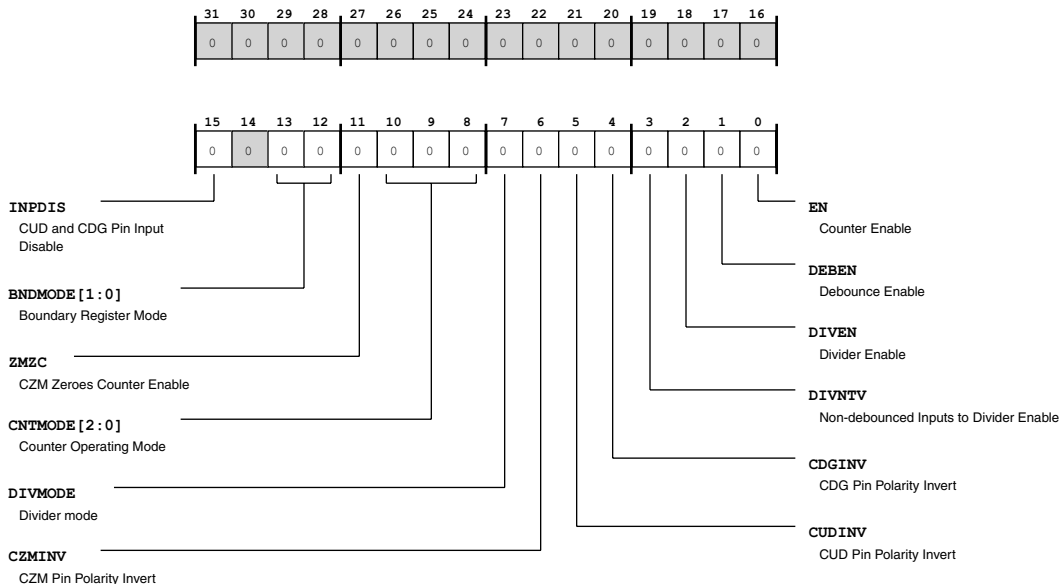 31 30 29 28 27 26 25 24 23 22 21 20 19 18 17 16
0 0 0 0 0 0 0 0 0 0 0 0 0 0 0 0
15 14 13 12 11 10 9 8 7 6 5 4 3 2 1 0
0 0 0 0 0 0 0 0 0 0 0 0 0 0 0 0
INPDIS
CUD and CDG Pin Input
Disable
BNDMODE[1:0]
Boundary Register Mode
ZMZC
CZM Zeroes Counter Enable
CNTMODE[2:0]
Counter Operating Mode
DIVMODE
Divider mode
CZMINV
CZM Pin Polarity Invert
EN
Counter Enable
DEBEN
Debounce Enable
DIVEN
Divider Enable
DIVNTV
Non-debounced Inputs to Divider Enable
CDGINV
CDG Pin Polarity Invert
CUDINV
CUD Pin Polarity Invert